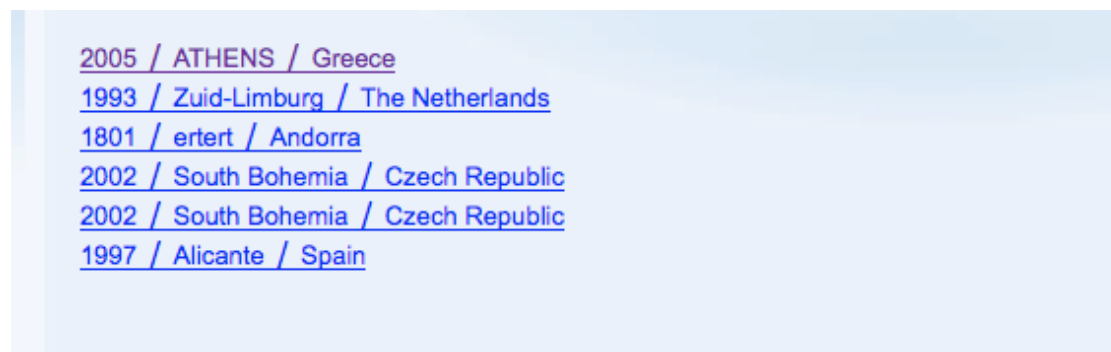 2005 / ATHENS / Greece
1993 / Zuid-Limburg / The Netherlands
1801 / ertert / Andorra
2002 / South Bohemia / Czech Republic
2002 / South Bohemia / Czech Republic
1997 / Alicante / Spain